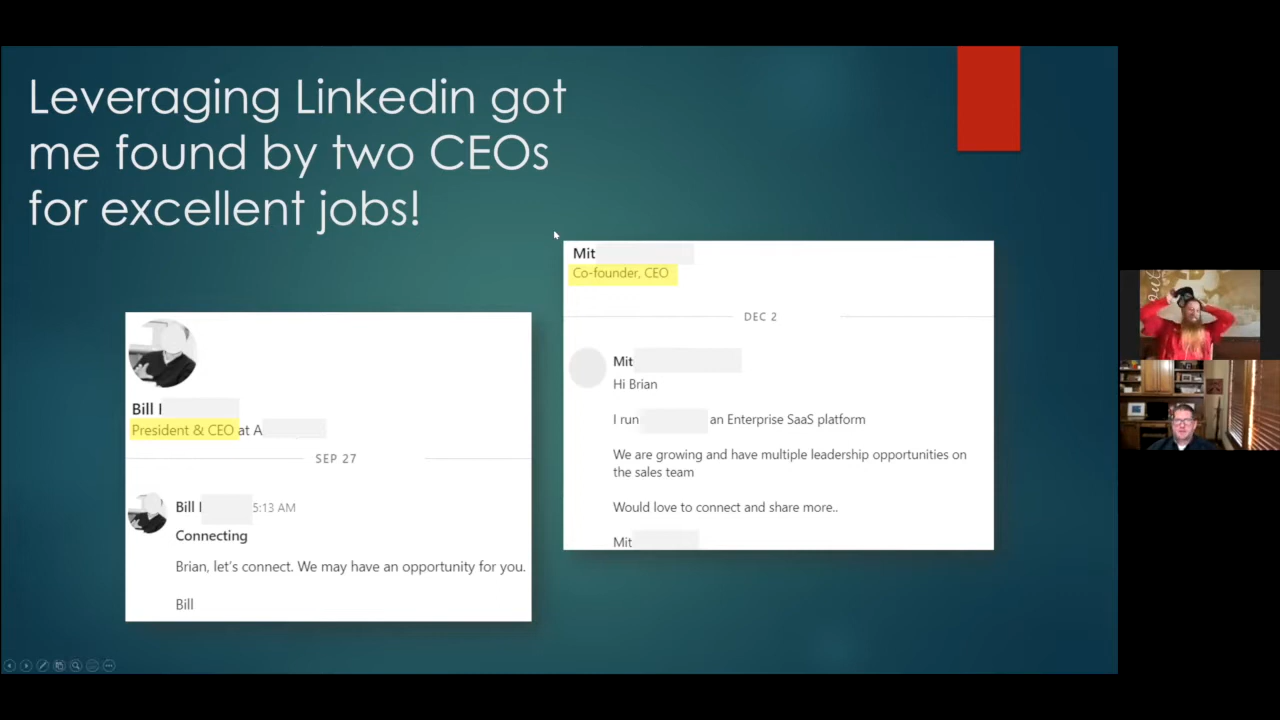 Leveraging Linkedin got
me found by two CEOs
for excellent jobs!
Bill
President & CEO at A
SEP 27
Bill 5:13 AM
Connecting
Brian, let's connect. We may have an opportunity for you.
Bill
Mit
Co-founder, CEO
DEC 2
Mit
Hi Brian
I run an Enterprise SaaS platform
We are growing and have multiple leadership opportunities on
the sales team
Would love to connect and share more..
Mit